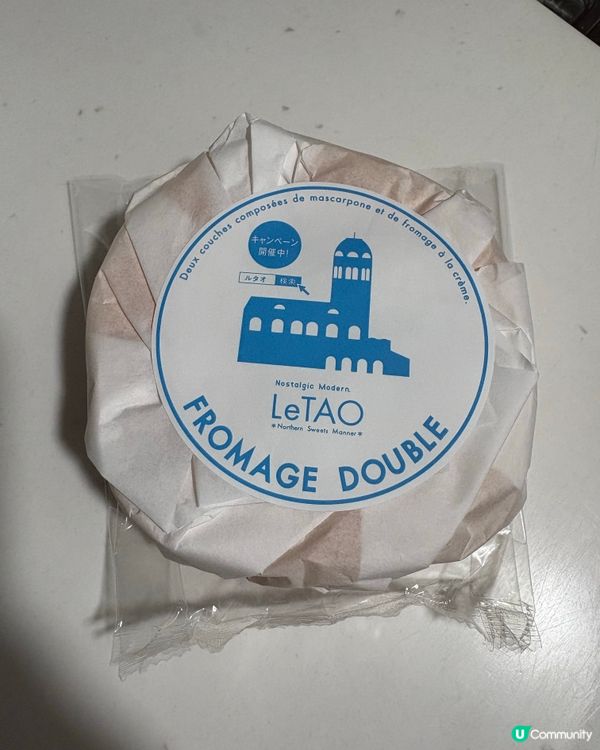 Deux couches composées de mascarpone et de fromage à la crème.
キャンペーン
開催中!
ルタオ 検索
Nostalgic Modern.
LeTAO
*Northern Sweets Manner*
FROMAGE DOUBLE
U Community